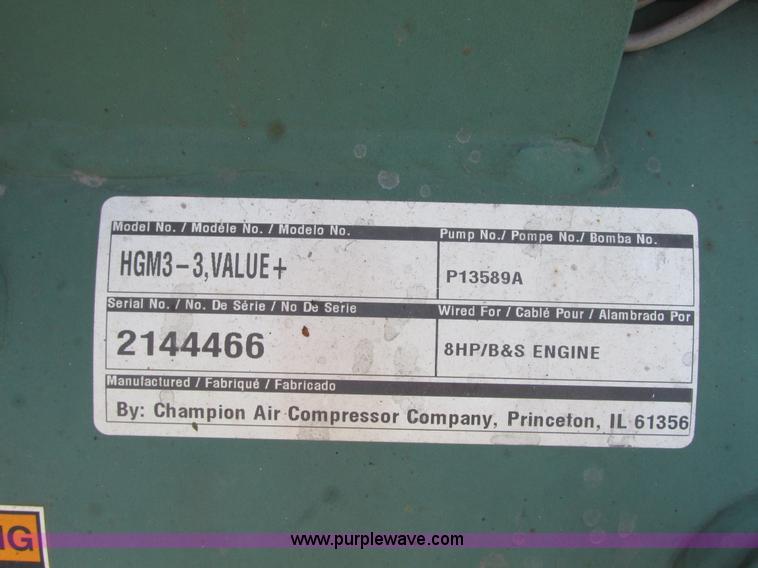 Model No. / Modéle No. / Modelo No.
HGM3-3,VALUE+
Pump No./ Pompe No./ Bomba No.
P13589A
Serial No. / No. De Série / No De Serie
2144466
Wired For / Cablé Pour / Alambrado Por
8HP/B&S ENGINE
Manufactured / Fabriqué / Fabricado
By: Champion Air Compressor Company, Princeton, IL 61356
NG
www.purplewave.com